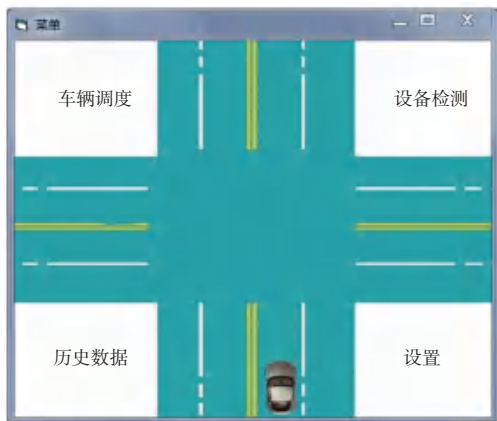 菜单
车辆调度
设备检测
历史数据
设置